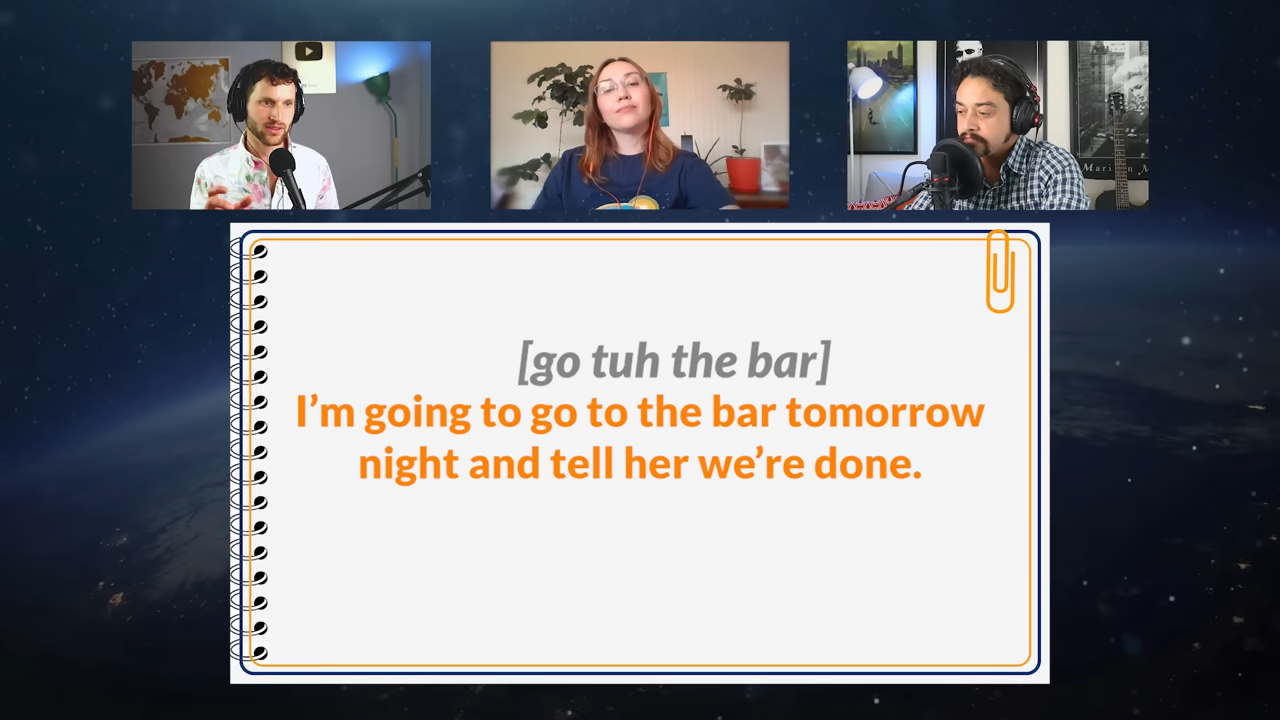 [go tuh the bar]
I'm going to go to the bar tomorrow
night and tell her we're done.